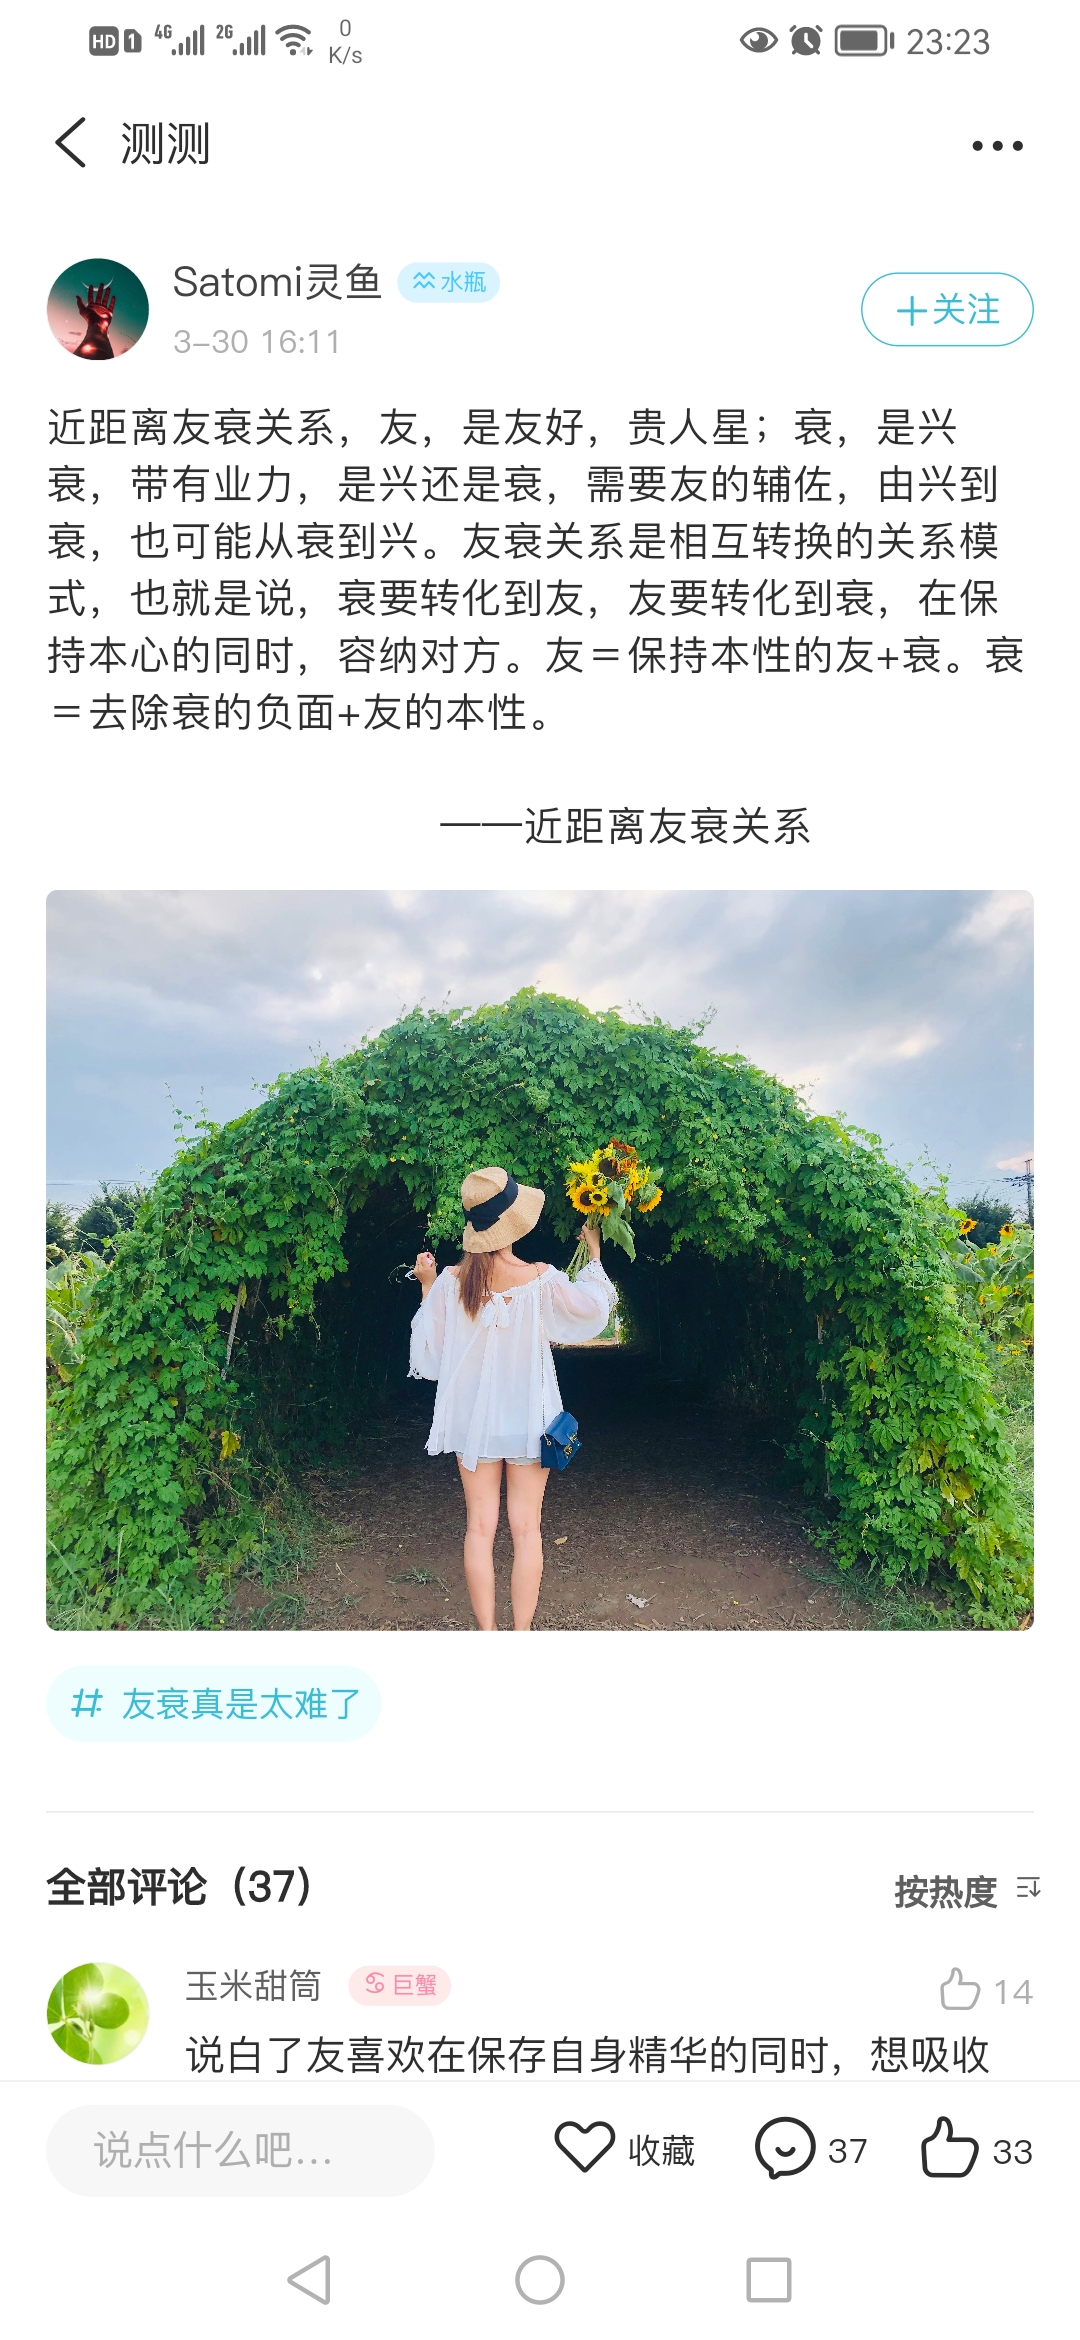 HD 1 4G 2G 0 K/s 23:23
测测
Satomi灵鱼 水瓶
3-30 16:11
+关注
近距离友衰关系，友，是友好，贵人星；衰，是兴
衰，带有业力，是兴还是衰，需要友的辅佐，由兴到
衰，也可能从衰到兴。友衰关系是相互转换的关系模
式，也就是说，衰要转化到友，友要转化到衰，在保
持本心的同时，容纳对方。友＝保持本性的友+衰。衰
＝去除衰的负面+友的本性。
——近距离友衰关系
# 友衰真是太难了
全部评论（37）
按热度
玉米甜筒 巨蟹
14
说白了友喜欢在保存自身精华的同时，想吸收
说点什么吧...
收藏
37
33